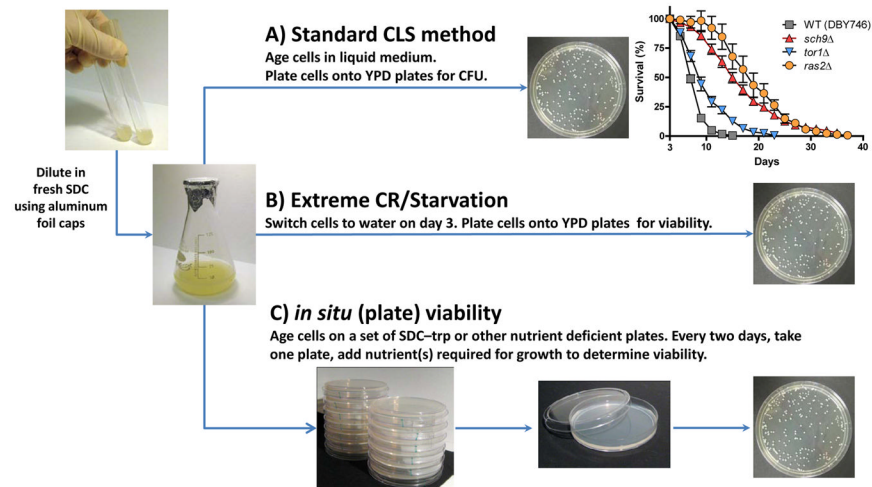 A) Standard CLS method
Age cells in liquid medium.
Plate cells onto YPD plates for CFU.
Survival (%)
100
75
50
25
0
3
10
20
30
40
Days
WT (DBY746)
sch9Δ
tor1Δ
ras2Δ
Dilute in
fresh SDC
using aluminum
foil caps
B) Extreme CR/Starvation
Switch cells to water on day 3. Plate cells onto YPD plates for viability.
C) in situ (plate) viability
Age cells on a set of SDC–trp or other nutrient deficient plates. Every two days, take
one plate, add nutrient(s) required for growth to determine viability.